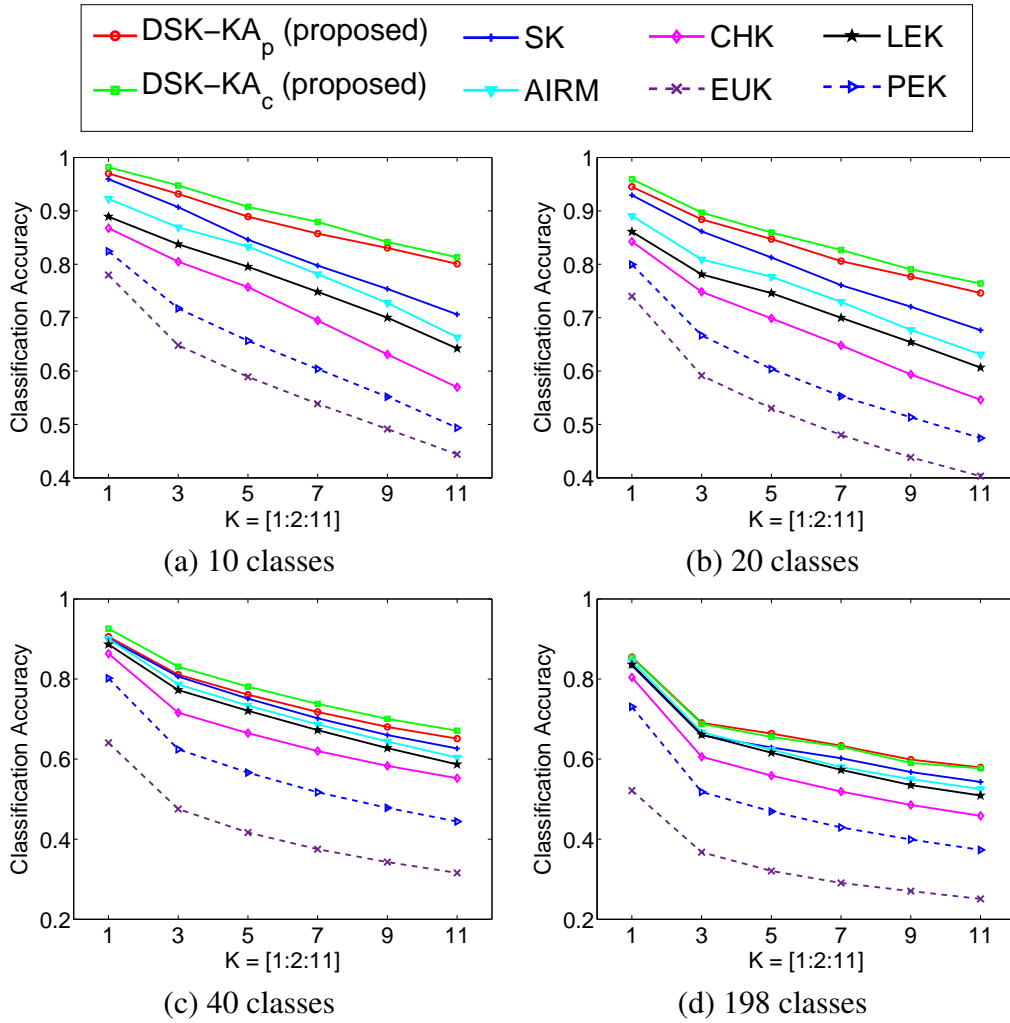 DSK-KAp (proposed) SK CHK LEK
DSK-KAc (proposed) AIRM EUK PEK
1
0.9
0.8
0.7
0.6
0.5
0.4
Classification Accuracy
1 3 5 7 9 11
K = [1:2:11]
(a) 10 classes
1
0.9
0.8
0.7
0.6
0.5
0.4
Classification Accuracy
1 3 5 7 9 11
K = [1:2:11]
(b) 20 classes
1
0.8
0.6
0.4
0.2
Classification Accuracy
1 3 5 7 9 11
K = [1:2:11]
(c) 40 classes
1
0.8
0.6
0.4
0.2
Classification Accuracy
1 3 5 7 9 11
K = [1:2:11]
(d) 198 classes